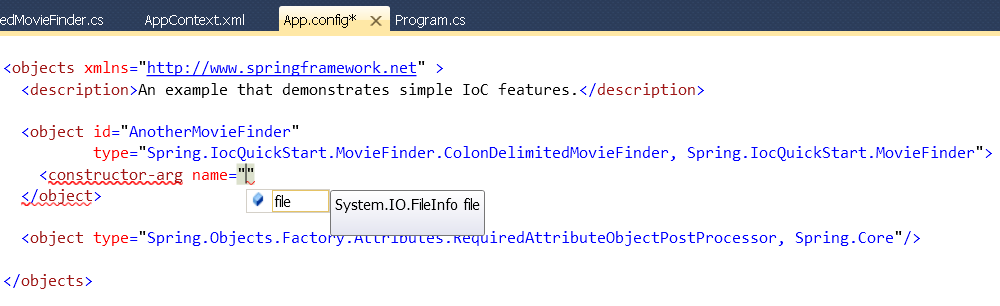 edMovieFinder.cs AppContext.xml App.config* Program.cs
<objects xmlns="http://www.springframework.net" >
<description>An example that demonstrates simple IoC features.</description>
<object id="AnotherMovieFinder"
type="Spring.IocQuickStart.MovieFinder.ColonDelimitedMovieFinder, Spring.IocQuickStart.MovieFinder">
<constructor-arg name=""
file System.IO.FileInfo file
</object>
<object type="Spring.Objects.Factory.Attributes.RequiredAttributeObjectPostProcessor, Spring.Core"/>
</objects>